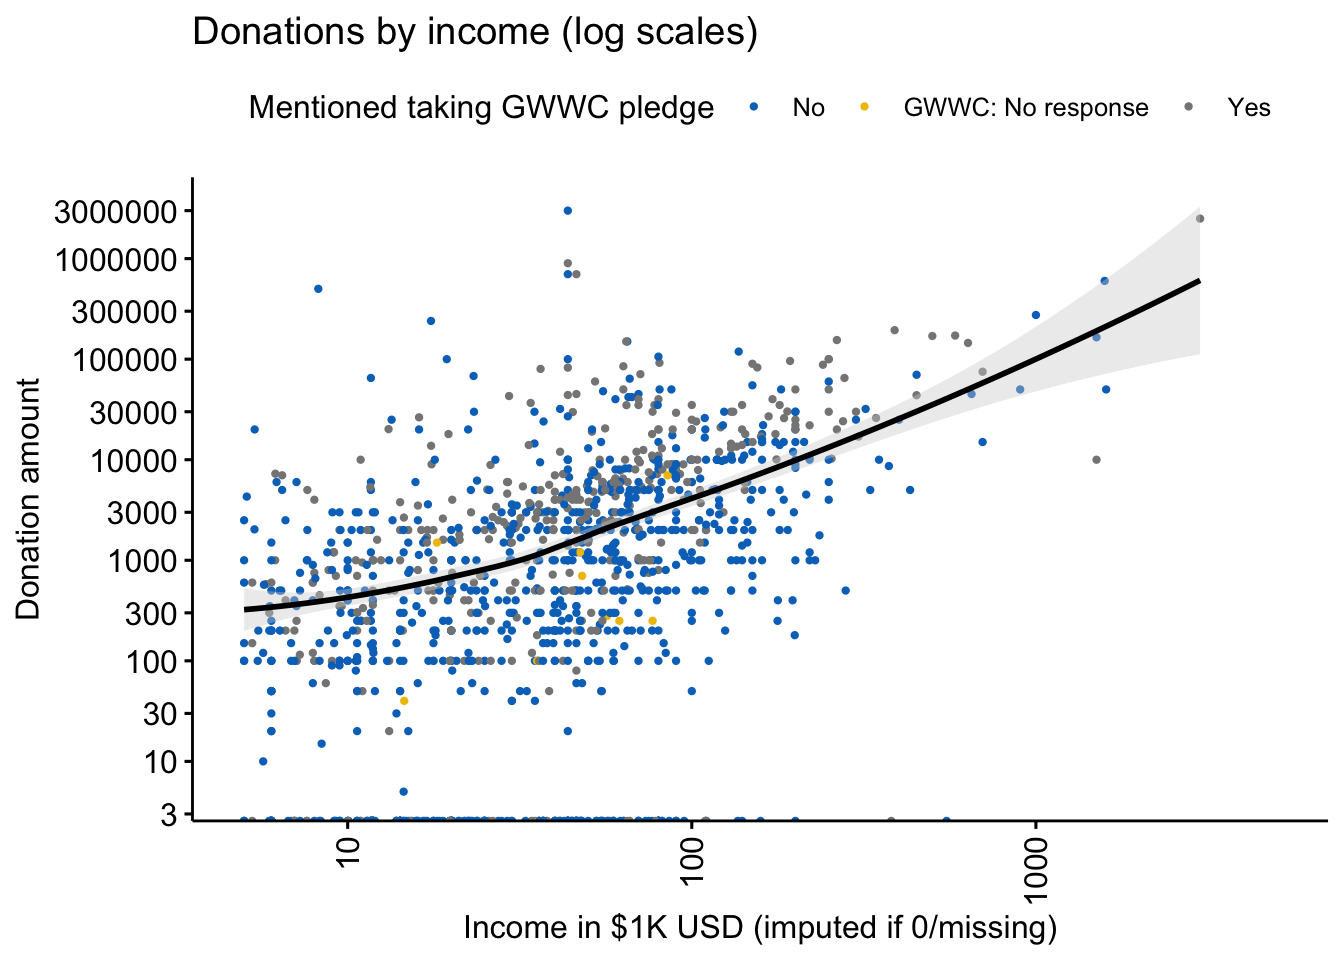 Donations by income (log scales)
Mentioned taking GWWC pledge No GWWC: No response Yes
Donation amount
3000000
1000000
300000
100000
30000
10000
3000
1000
300
100
30
10
3
10 100 1000
Income in $1K USD (imputed if 0/missing)